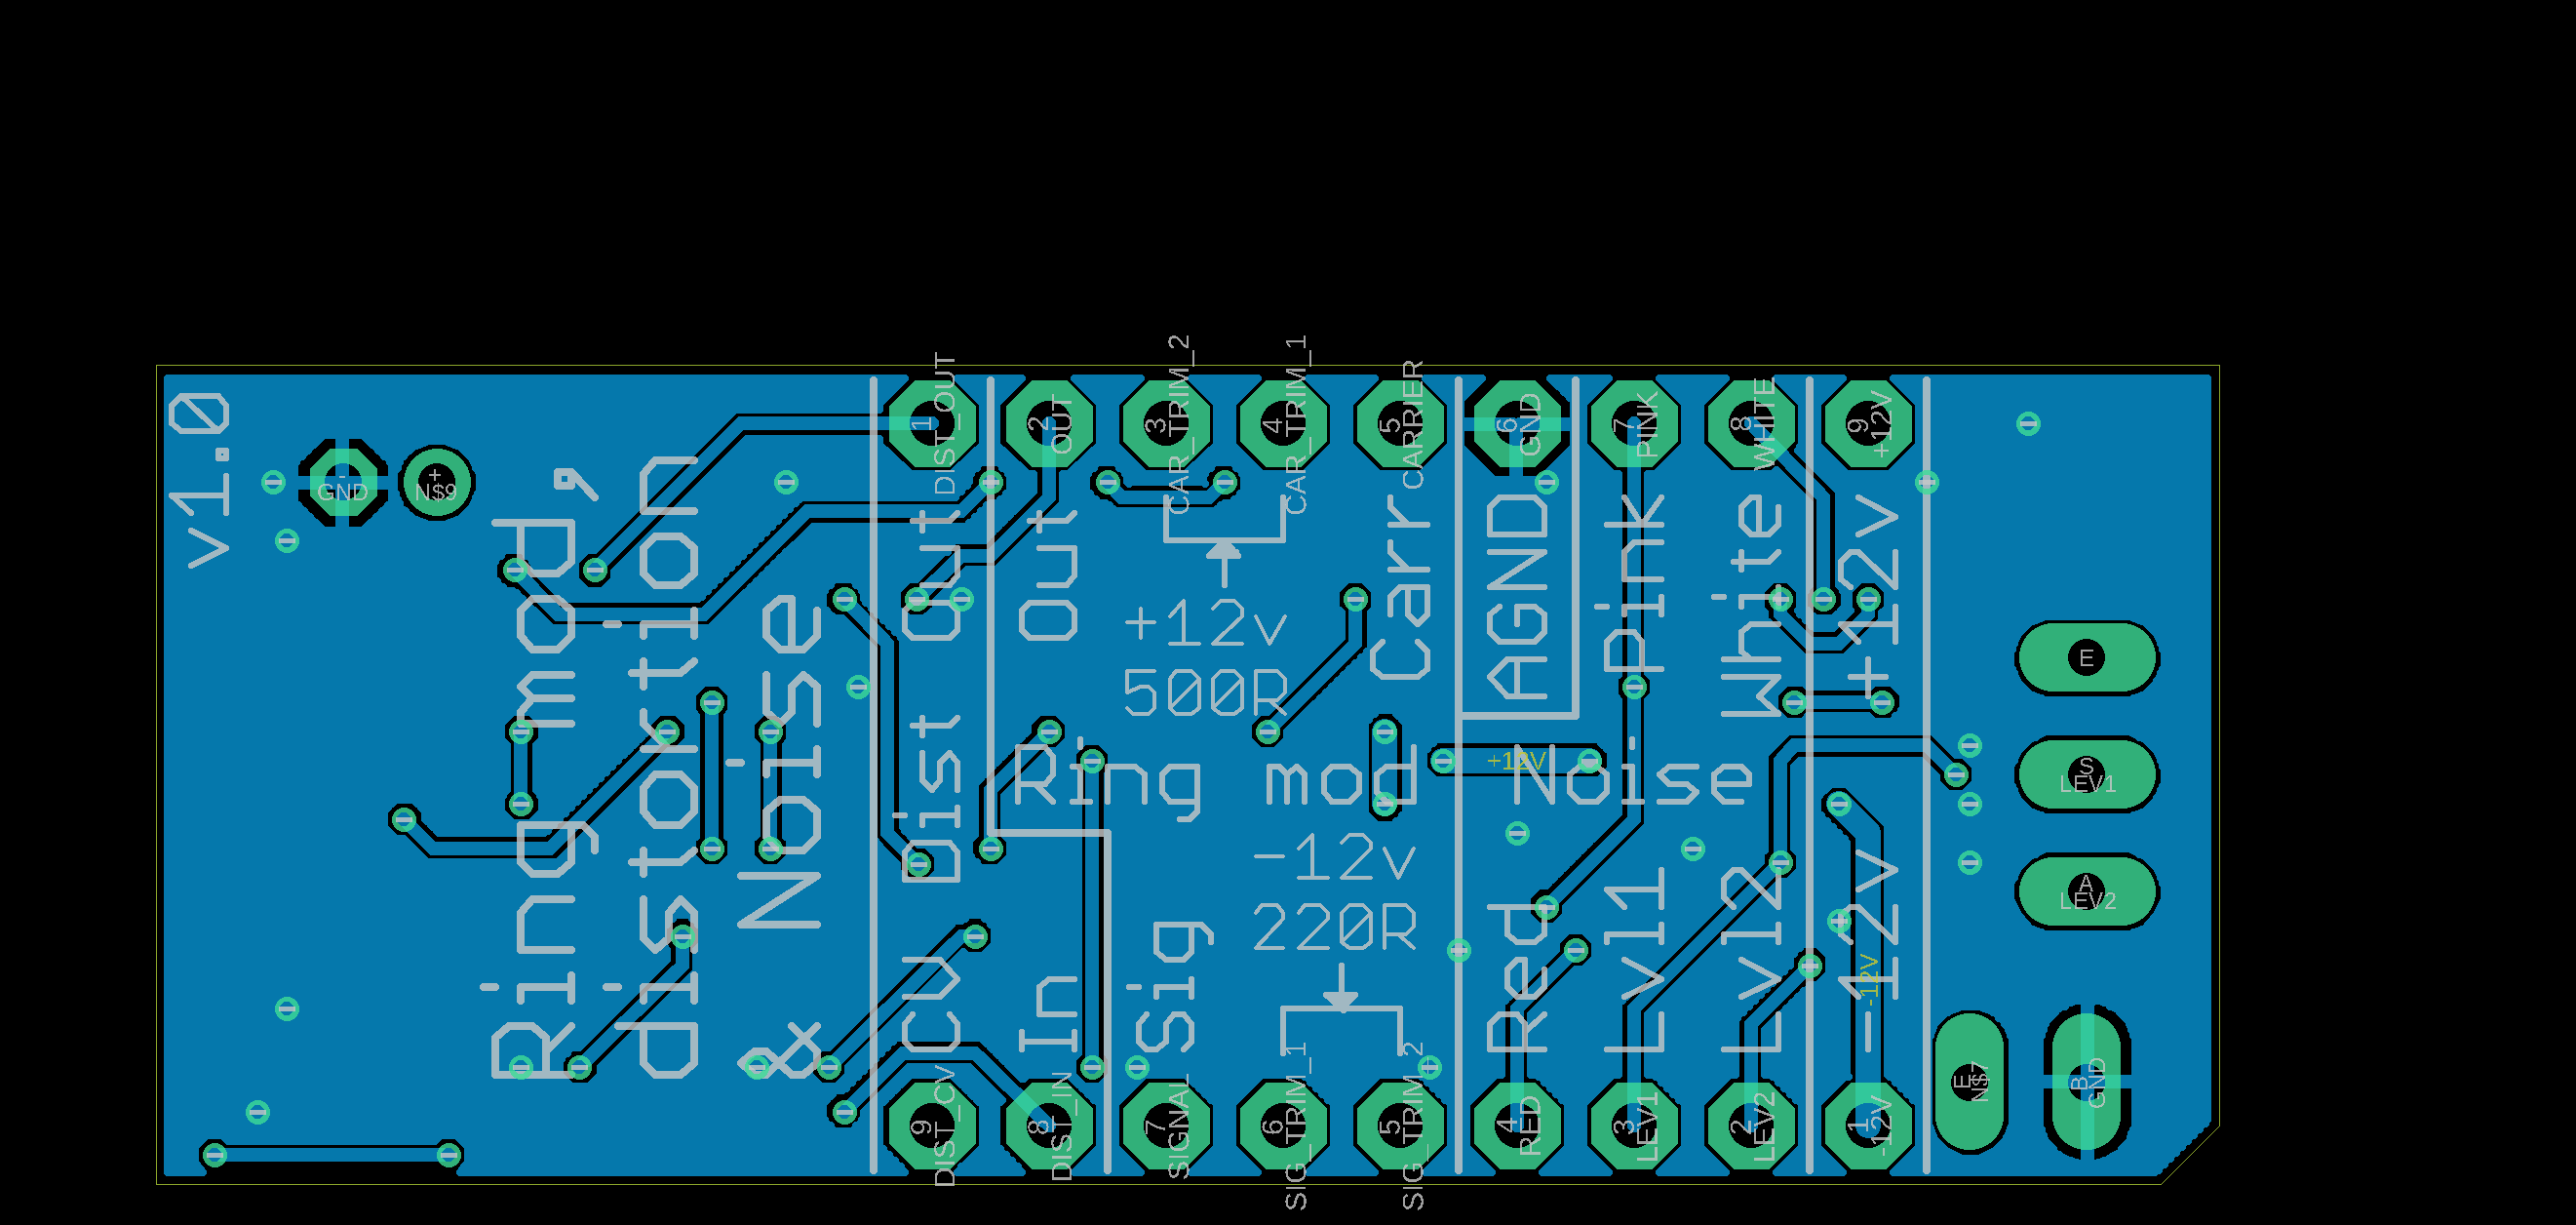 v1.0
Ring mod,
distortion
& Noise
-
GND
+
N$9
1
DIST_OUT
2
OUT
3
CAR_TRIM_2
4
CAR_TRIM_1
5
CARRIER
6
GND
7
PINK
8
WHITE
9
+12V
Dist Out
Out
+12v
500R
Carr
AGND
Pink
White
+12v
Ring mod
+12V
Noise
-12v
220R
CV
In
Sig
Red
Lvl1
Lvl2
-12v
-12V
E
S
LEV1
A
LEV2
E
N$7
B
GND
9
DIST_CV
8
DIST_IN
7
SIGNAL
6
SIG_TRIM_1
5
SIG_TRIM_2
4
RED
3
LEV1
2
LEV2
1
-12V